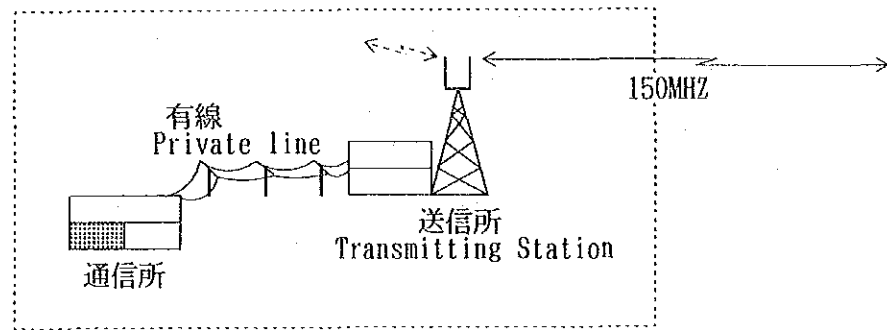 150MHZ
有線
Private line
送信所
Transmitting Station
通信所